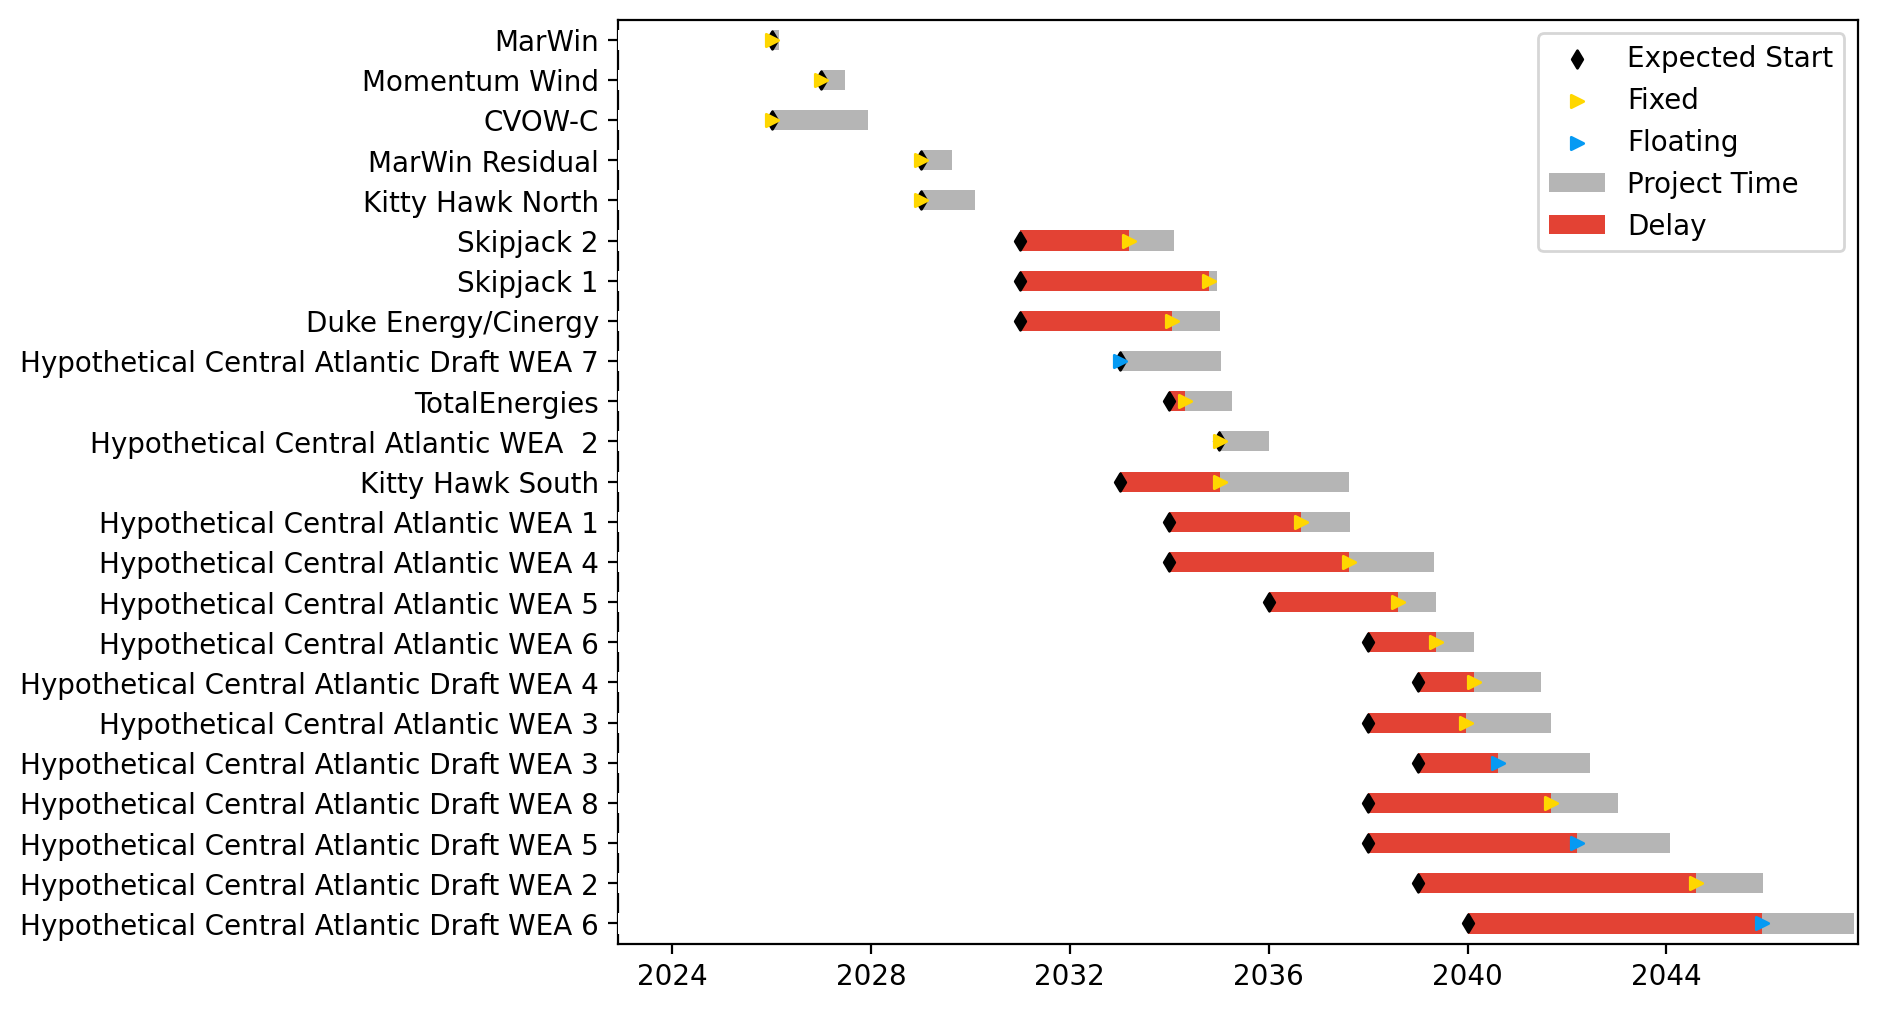 MarWin
Momentum Wind
CVOW-C
MarWin Residual
Kitty Hawk North
Skipjack 2
Skipjack 1
Duke Energy/Cinergy
Hypothetical Central Atlantic Draft WEA 7
TotalEnergies
Hypothetical Central Atlantic WEA  2
Kitty Hawk South
Hypothetical Central Atlantic WEA 1
Hypothetical Central Atlantic WEA 4
Hypothetical Central Atlantic WEA 5
Hypothetical Central Atlantic WEA 6
Hypothetical Central Atlantic Draft WEA 4
Hypothetical Central Atlantic WEA 3
Hypothetical Central Atlantic Draft WEA 3
Hypothetical Central Atlantic Draft WEA 8
Hypothetical Central Atlantic Draft WEA 5
Hypothetical Central Atlantic Draft WEA 2
Hypothetical Central Atlantic Draft WEA 6
Expected Start
Fixed
Floating
Project Time
Delay
2024 2028 2032 2036 2040 2044